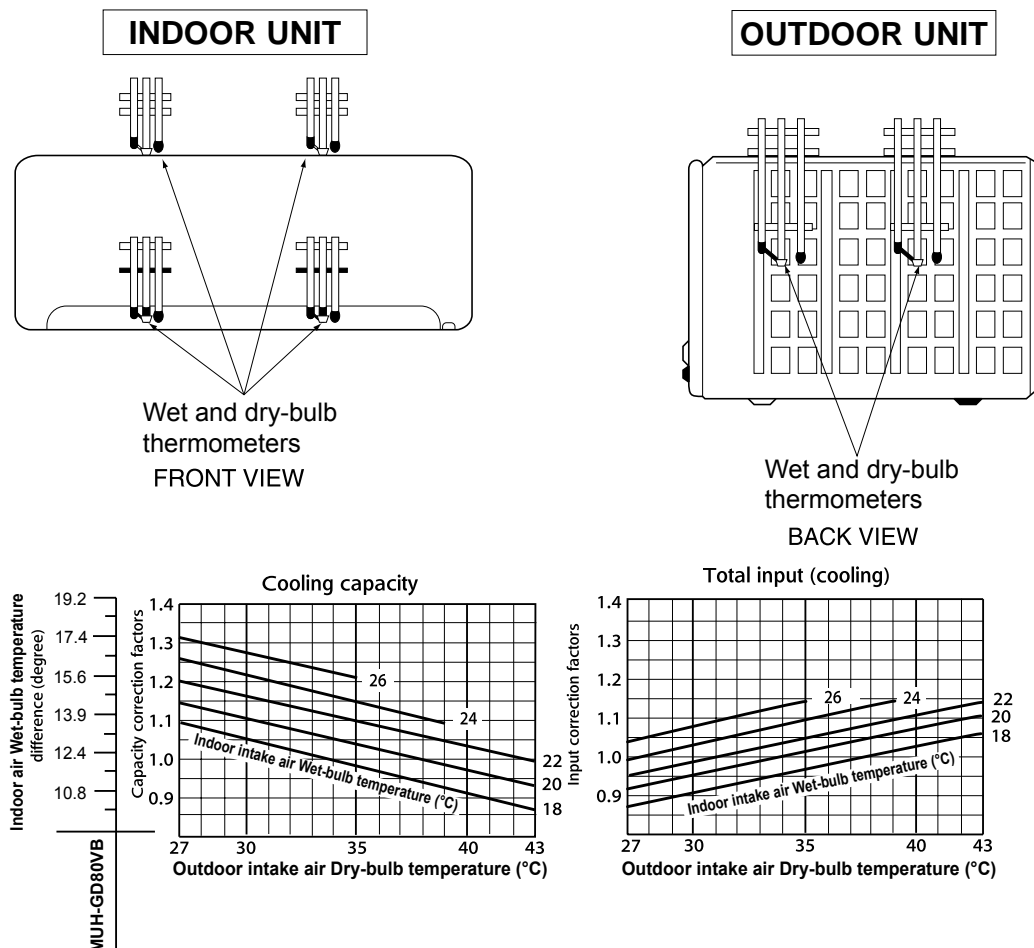 INDOOR UNIT
OUTDOOR UNIT
Wet and dry-bulb
thermometers
FRONT VIEW
Wet and dry-bulb
thermometers
BACK VIEW
Indoor air Wet-bulb temperature
difference (degree)
19.2
17.4
15.6
13.9
12.4
10.8
MUH-GD80VB
Cooling capacity
Capacity correction factors
1.4
1.3
1.2
1.1
1.0
0.9
26
24
22
20
18
Indoor intake air Wet-bulb temperature (°C)
27 30 35 40 43
Outdoor intake air Dry-bulb temperature (°C)
Total input (cooling)
Input correction factors
1.4
1.3
1.2
1.1
1.0
0.9
26
24
22
20
18
Indoor intake air Wet-bulb temperature (°C)
27 30 35 40 43
Outdoor intake air Dry-bulb temperature (°C)